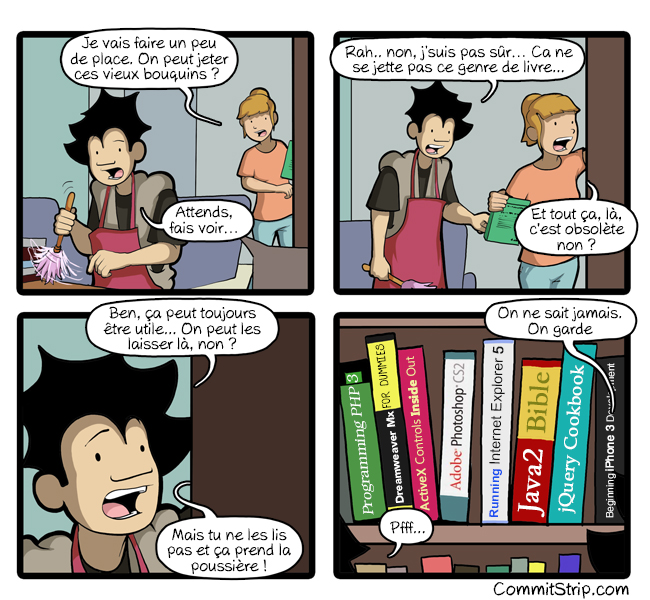 Je vais faire un peu
de place. On peut jeter
ces vieux bouquins ?
Attends,
fais voir...
Rah.. non, j'suis pas sûr... Ca ne
se jette pas ce genre de livre...
Et tout ça, là,
c'est obsolète
non ?
Ben, ça peut toujours
être utile... On peut les
laisser là, non ?
Mais tu ne les lis
pas et ça prend la
poussière !
On ne sait jamais.
On garde
Programming PHP 3
Dreamweaver Mx FOR DUMMIES
ActiveX Controls Inside Out
Adobe Photoshop CS2
Running Internet Explorer 5
Java2 Bible
jQuery Cookbook
Beginning iPhone 3
Pfff...
CommitStrip.com